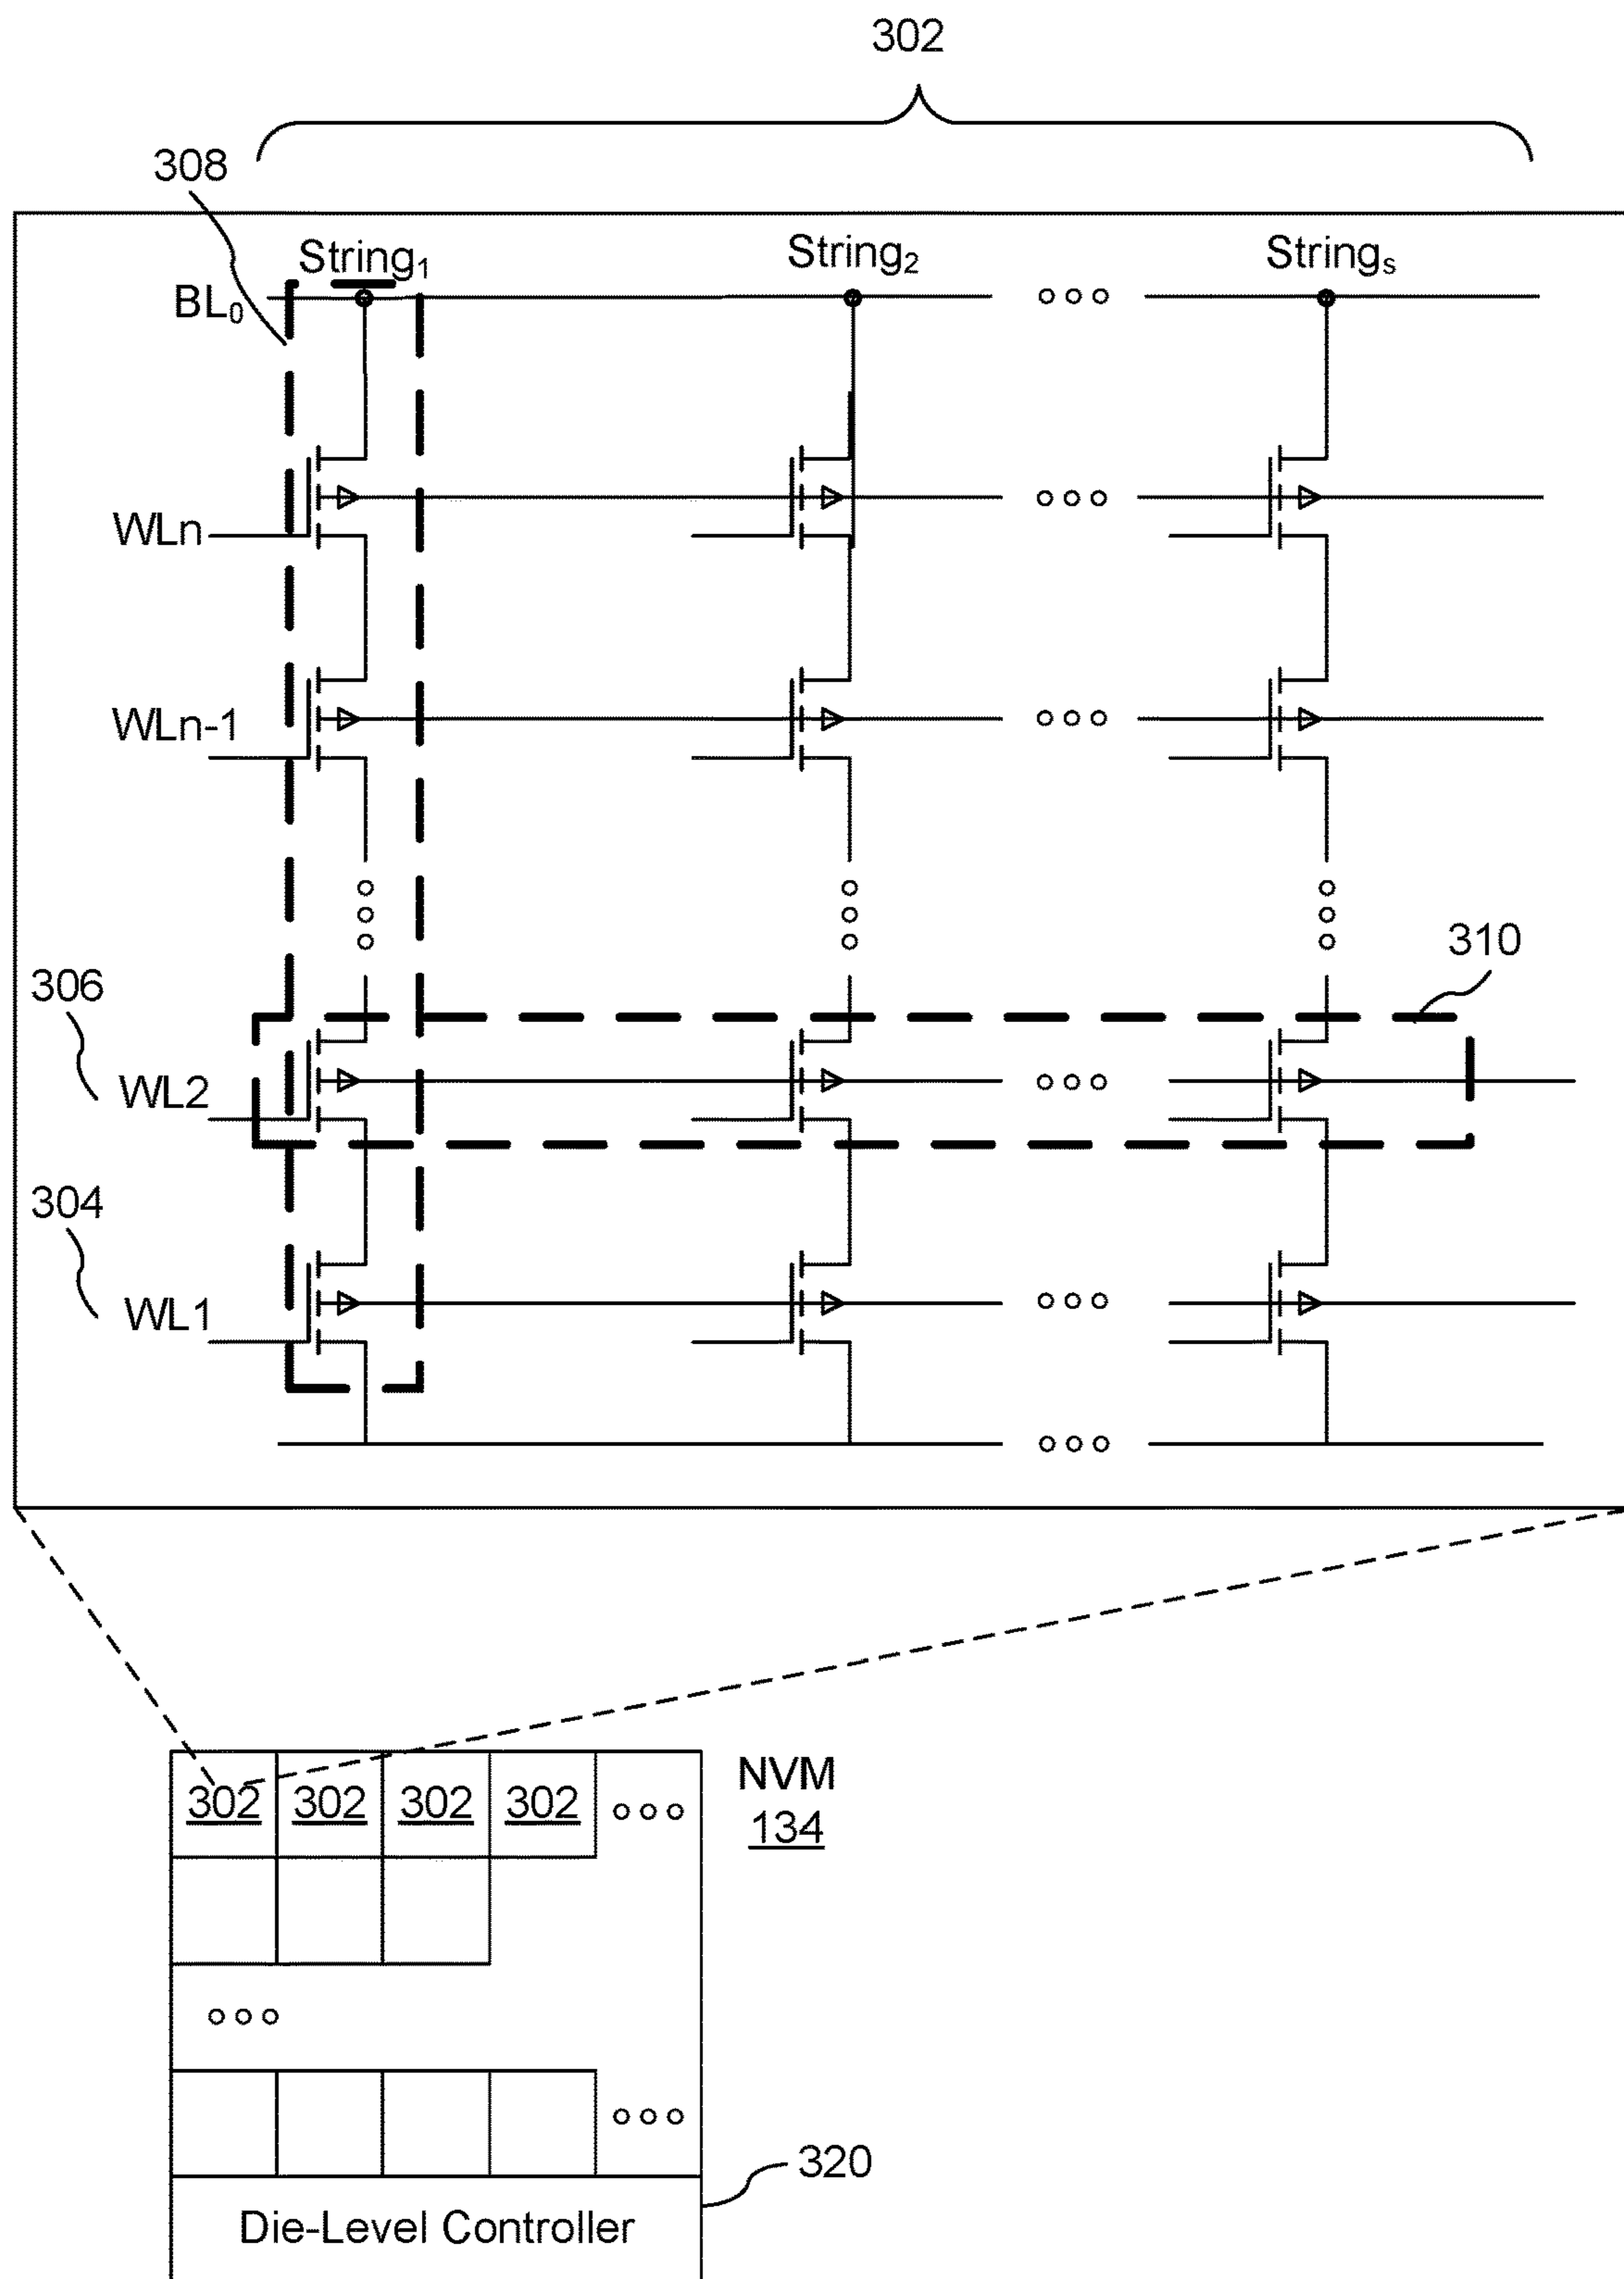 302
308
String₁ String₂ Stringₛ
BL₀
WLn
WLn-1
310
306
WL2
304
WL1
302 302 302 302
NVM
134
320
Die-Level Controller